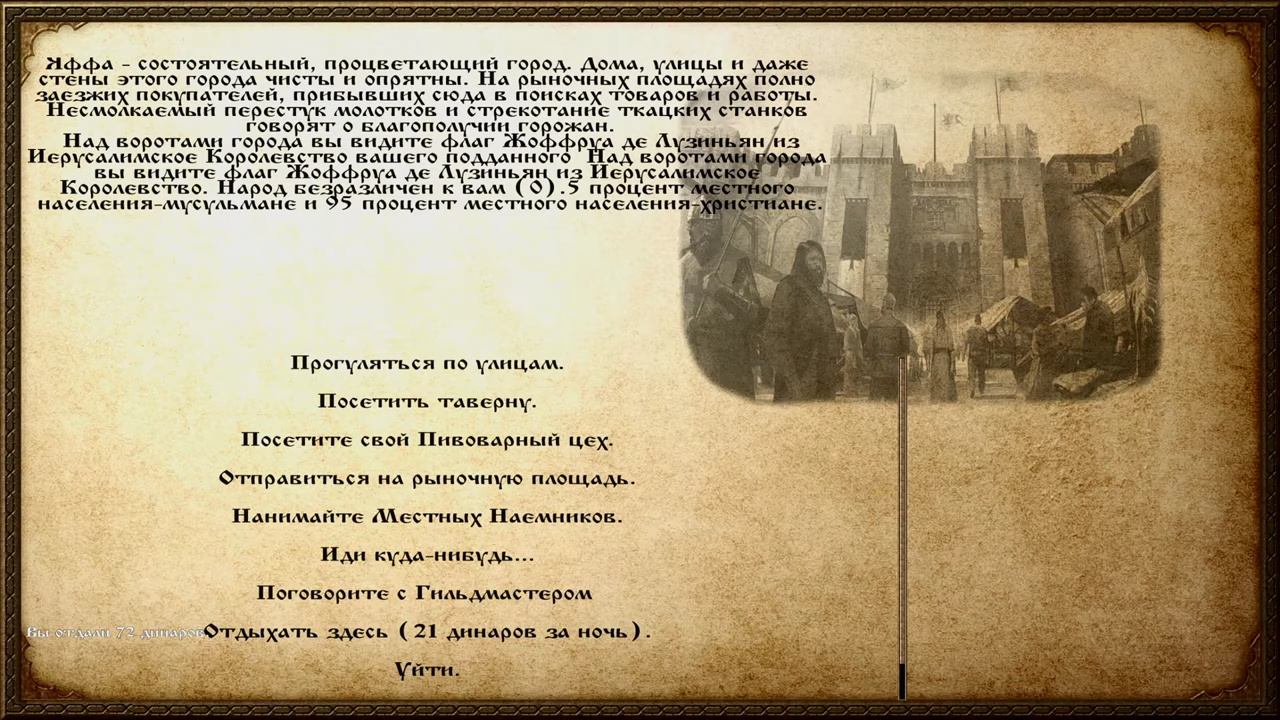 Яффа - состоятельный, процветающий город. Дома, улицы и даже
стены этого города чисты и опрятны. На рыночных площадях полно
заезжих покупателей, прибывших сюда в поисках товаров и работы.
Несмолкаемый перестук молотков и стрекотание ткацких станков
говорят о благополучии горожан.
Над воротами города вы видите флаг Жоффруа де Лузиньян из
Иерусалимское Королевство вашего подданного Над воротами города
вы видите флаг Жоффруа де Лузиньян из Иерусалимское
Королевство. Народ безразличен к вам (0).5 процент местного
населения-мусульмане и 95 процент местного населения-христиане.
Прогуляться по улицам.
Посетить таверну.
Посетите свой Пивоварный цех.
Отправиться на рыночную площадь.
Нанимайте Местных Наемников.
Иди куда-нибудь...
Поговорите с Гильдмастером
Вы отдали 72 динаров
Отдыхать здесь (21 динаров за ночь).
Уйти.